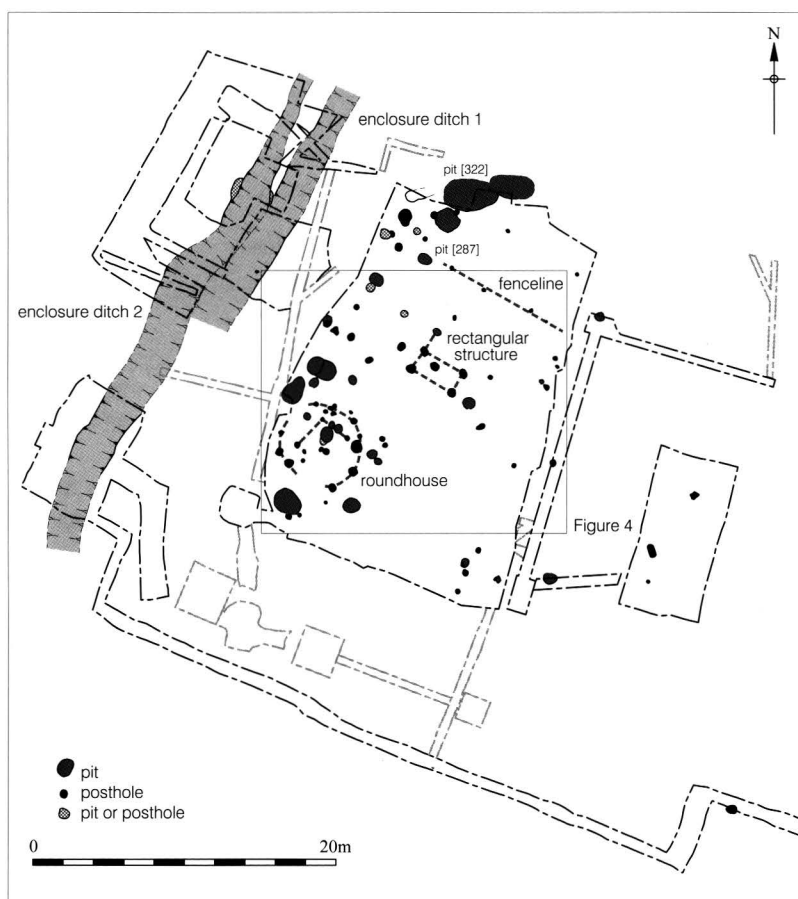 N
enclosure ditch 1
pit [322]
pit [287]
enclosure ditch 2
fenceline
rectangular
structure
roundhouse
Figure 4
pit
posthole
pit or posthole
0 20m